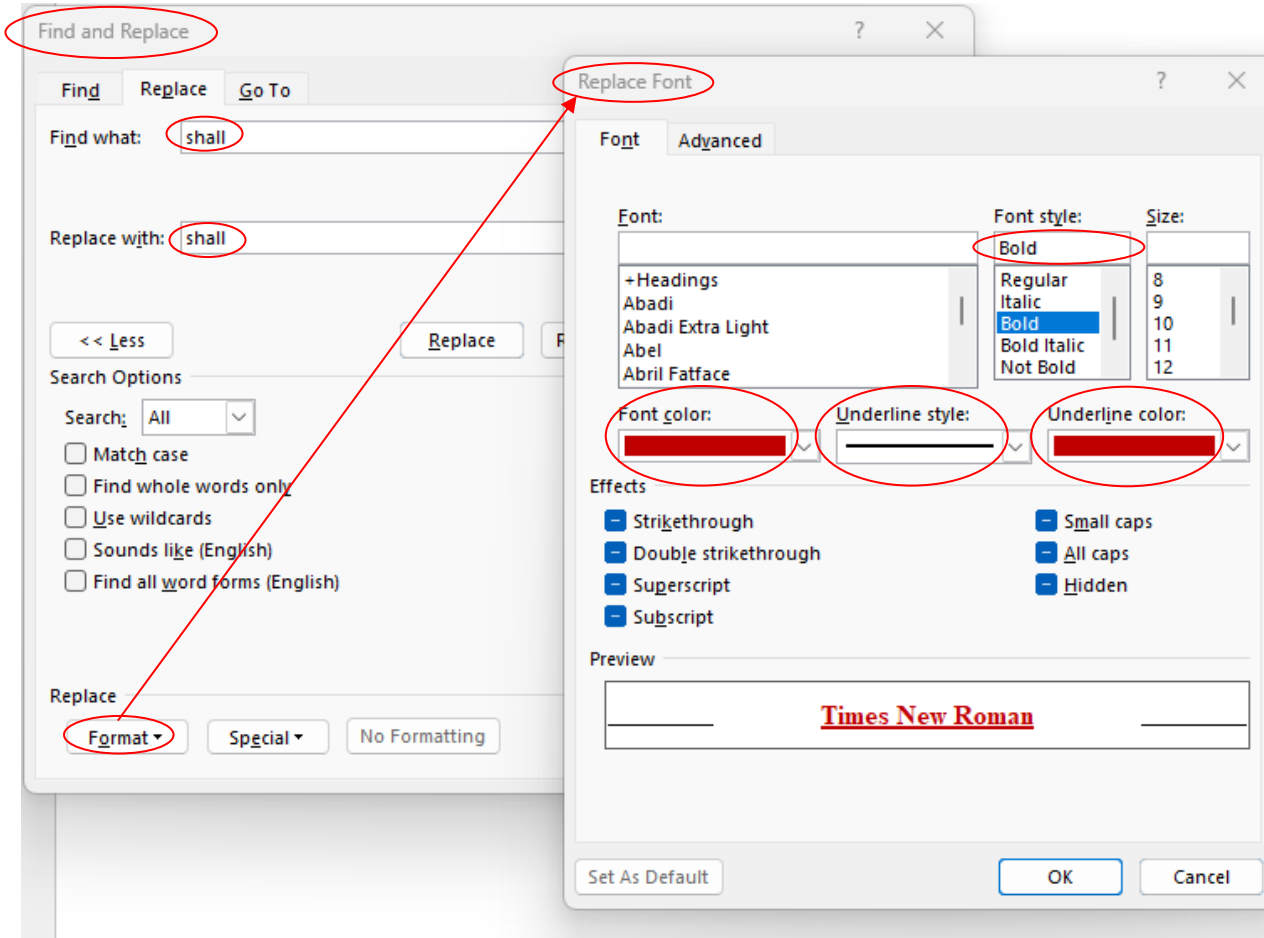 Find and Replace ?
Find Replace Go To
Find what: shall
Replace with: shall
<< Less Replace
Search Options
Search: All
Match case
Find whole words only
Use wildcards
Sounds like (English)
Find all word forms (English)
Replace
Format Special No Formatting
Replace Font ?
Font Advanced
Font: Font style: Size:
Bold
+Headings Regular 8
Abadi Italic 9
Abadi Extra Light Bold 10
Abel Bold Italic 11
Abril Fatface Not Bold 12
Font color: Underline style: Underline color:
Effects
Strikethrough Small caps
Double strikethrough All caps
Superscript Hidden
Subscript
Preview
Times New Roman
Set As Default OK Cancel